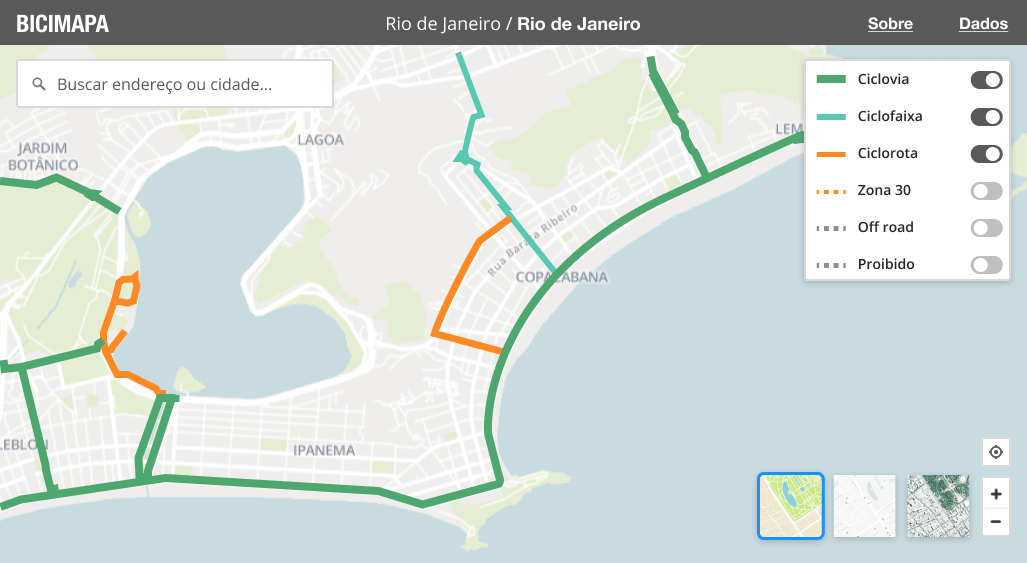 BICIMAPA
Rio de Janeiro / Rio de Janeiro
Sobre
Dados
Buscar endereço ou cidade...
Ciclovia
Ciclofaixa
Ciclorota
Zona 30
Off road
Proibido
LAGOA
JARDIM
BOTÂNICO
LEM
Rua Barata Ribeiro
COPACABANA
LEBLON
IPANEMA
+
−